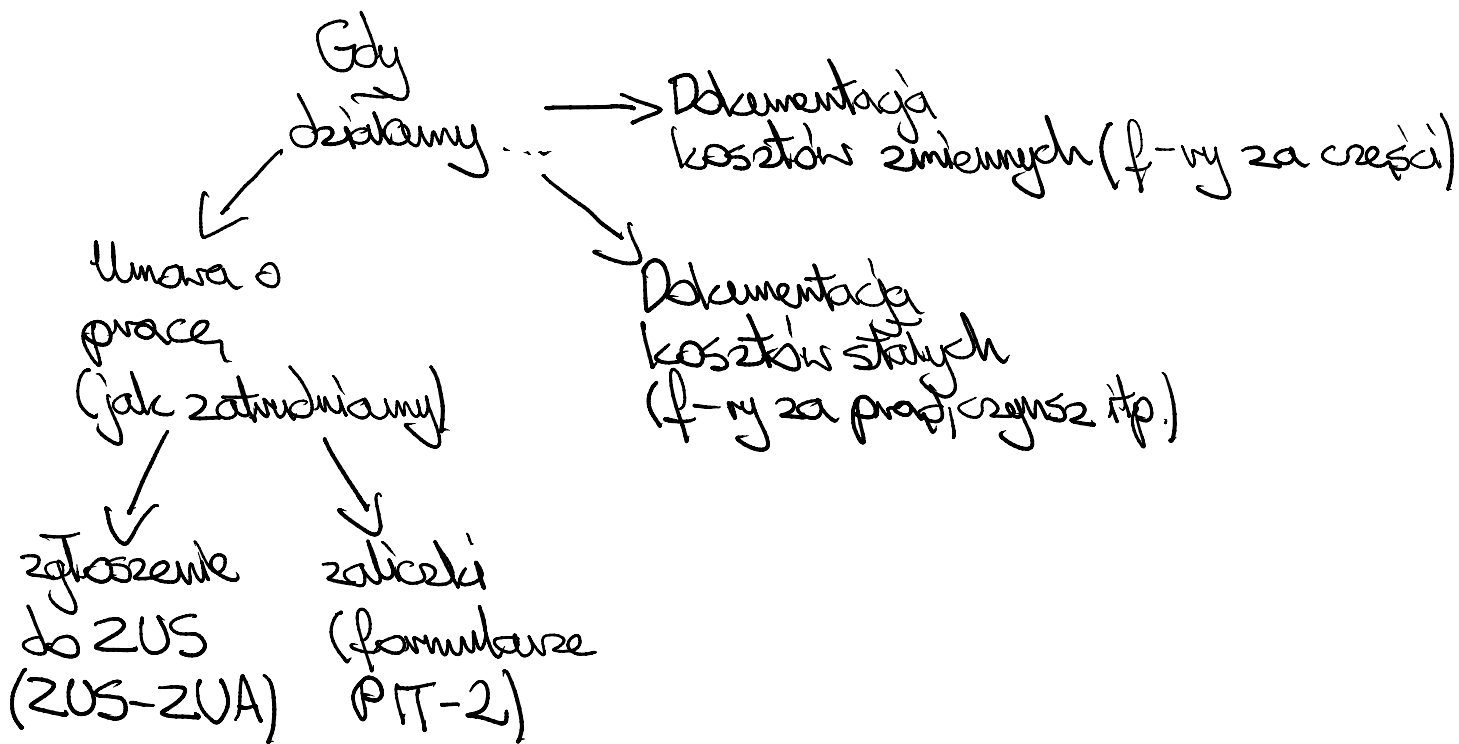 Gdy
działamy ...
Dokumentacja
kosztów zmiennych (f-ry za części)
Umowa o
pracę
(jak zatrudniamy)
Dokumentacja
kosztów stałych
(f-ry za prąd, czynsz itp.)
zgłoszenie
do ZUS
(ZUS-ZUA)
zaliczki
(formularze
PIT-2)